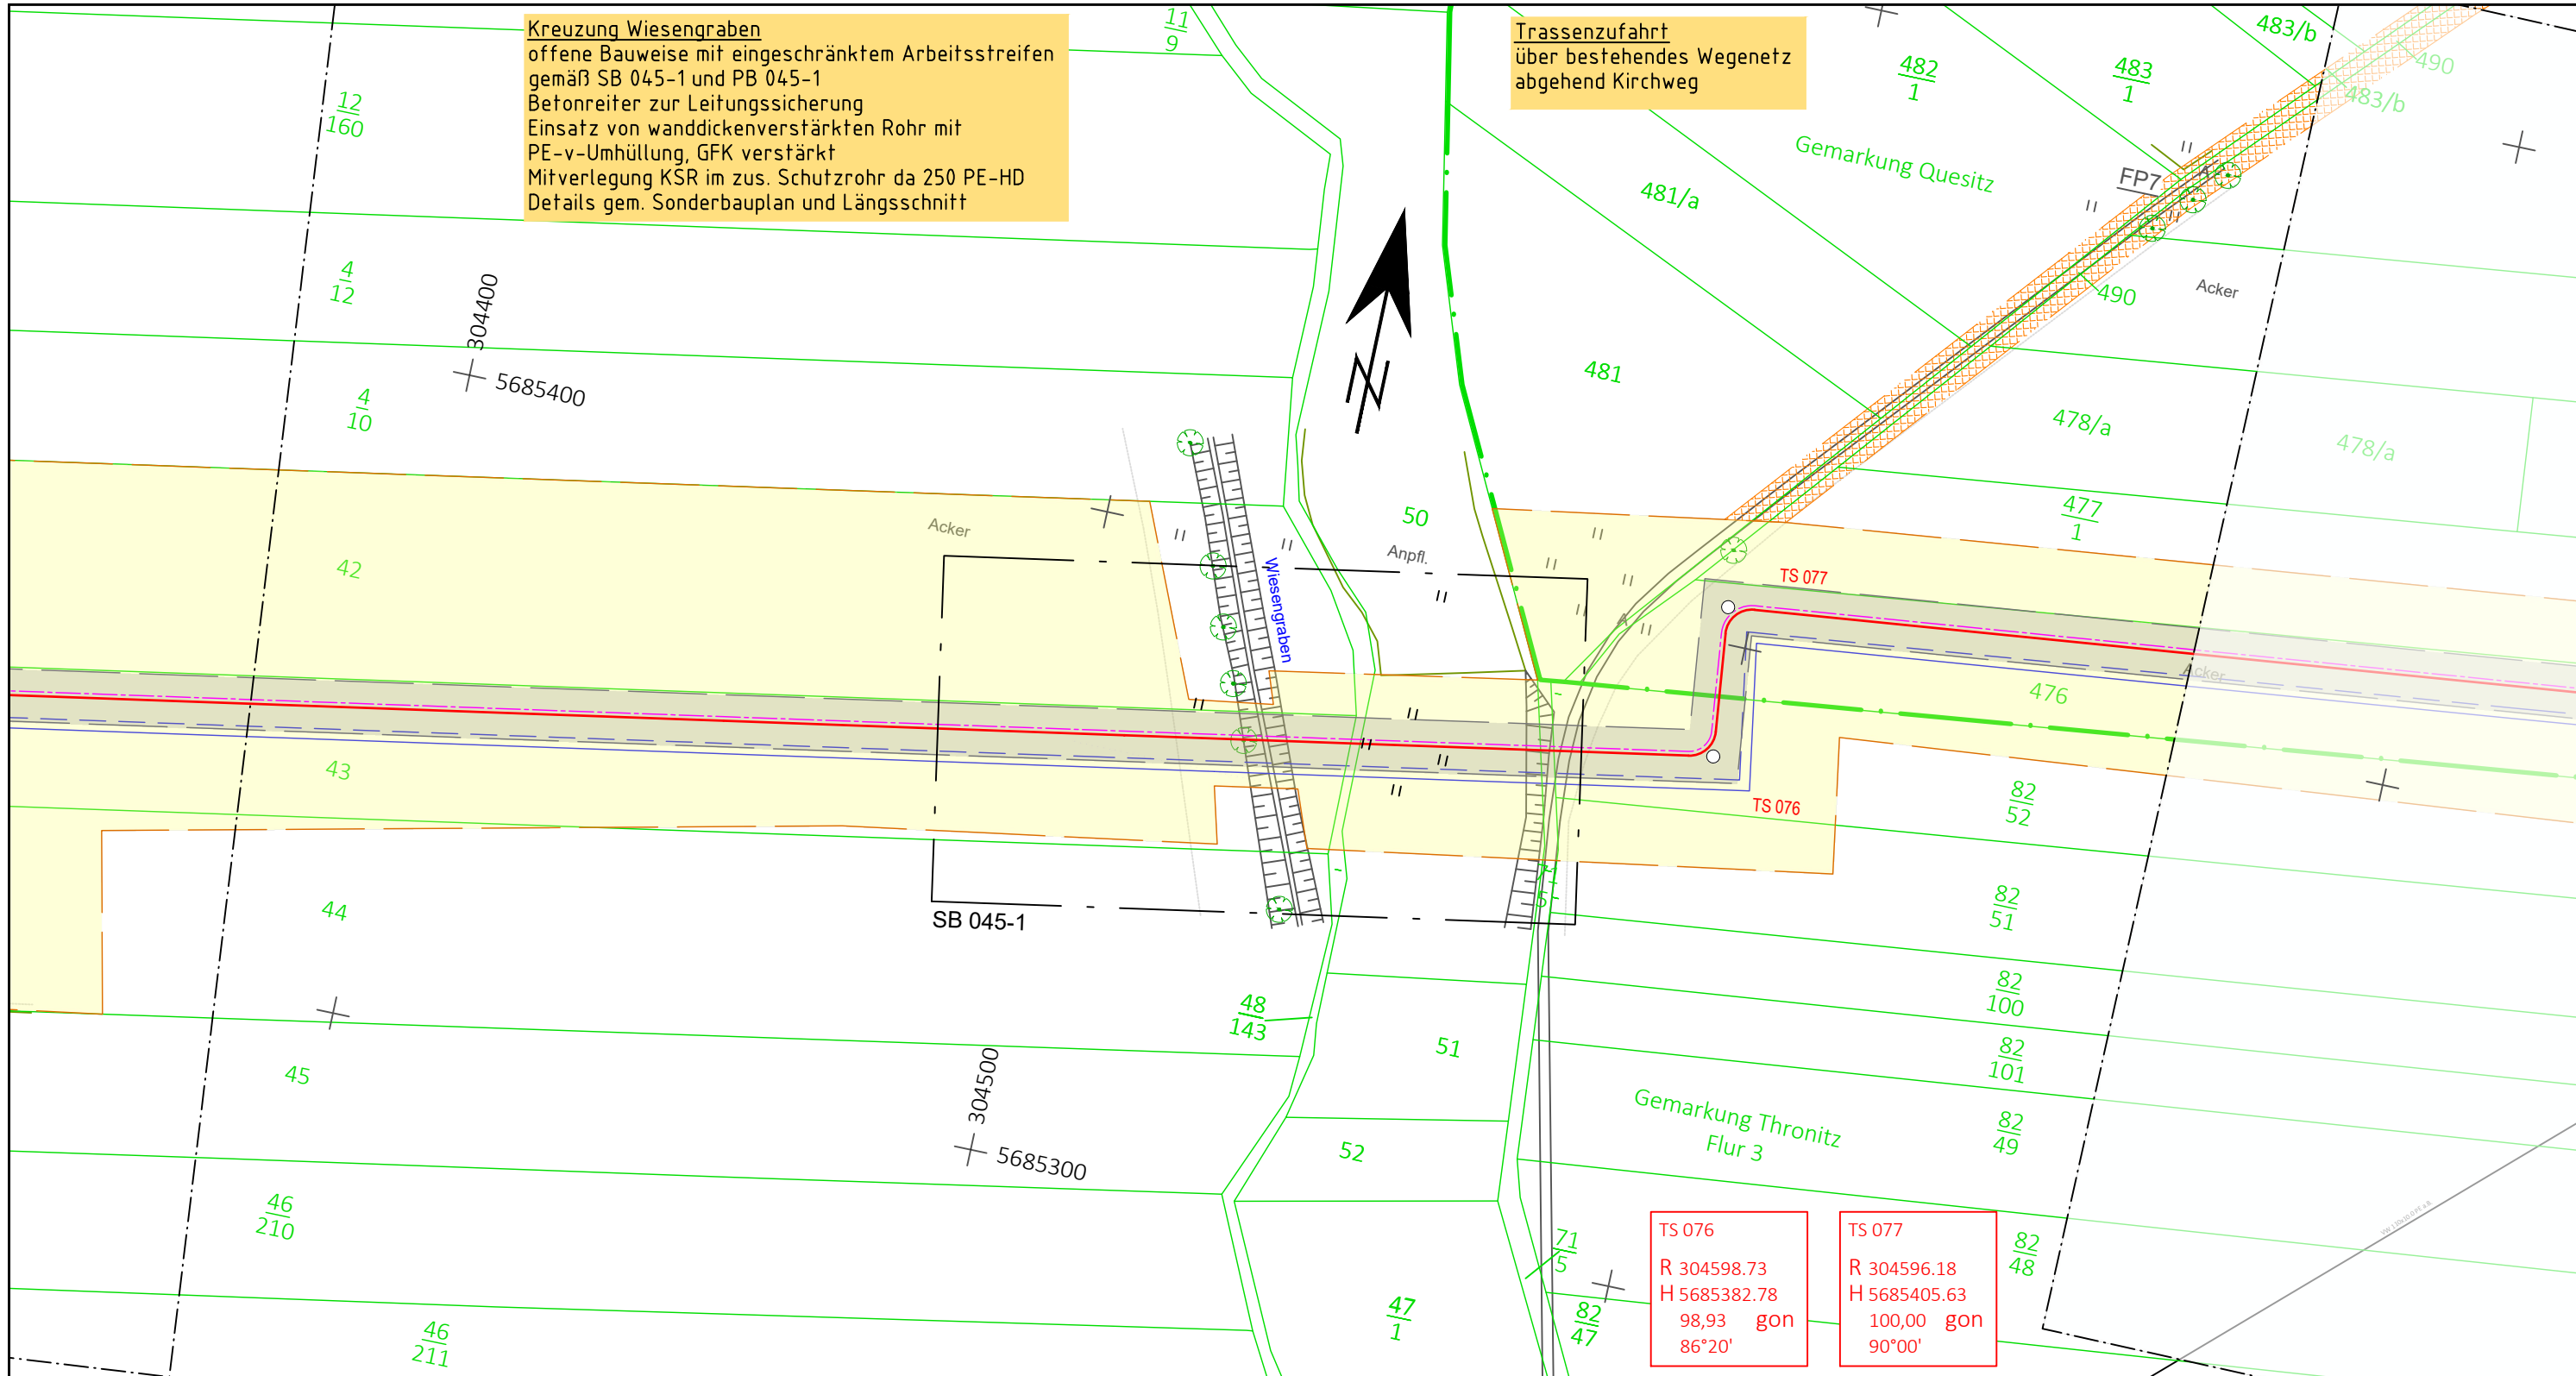 Kreuzung Wiesengraben
offene Bauweise mit eingeschränktem Arbeitsstreifen
gemäß SB 045-1 und PB 045-1
Betonreiter zur Leitungssicherung
Einsatz von wanddickenverstärkten Rohr mit
PE-v-Umhüllung, GFK verstärkt
Mitverlegung KSR im zus. Schutzrohr da 250 PE-HD
Details gem. Sonderbauplan und Längsschnitt
Trassenzufahrt
über bestehendes Wegenetz
abgehend Kirchweg
11
9
12
160
482
1
483
1
483/b
490
483/b
Gemarkung Quesitz
481/a
FP7
4
12
304400
5685400
490
Acker
4
10
481
478/a
478/a
477
1
42
Acker
50
Anpfl.
Wiesengraben
A
A
TS 077
Acker
476
43
TS 076
82
52
71
5
44
SB 045-1
82
51
82
100
48
143
51
82
101
45
304500
5685300
Gemarkung Thronitz
Flur 3
82
49
52
46
210
71
5
82
48
82
47
47
1
46
211
TS 076
R 304598.73
H 5685382.78
98,93 gon
86°20'
TS 077
R 304596.18
H 5685405.63
100,00 gon
90°00'
N